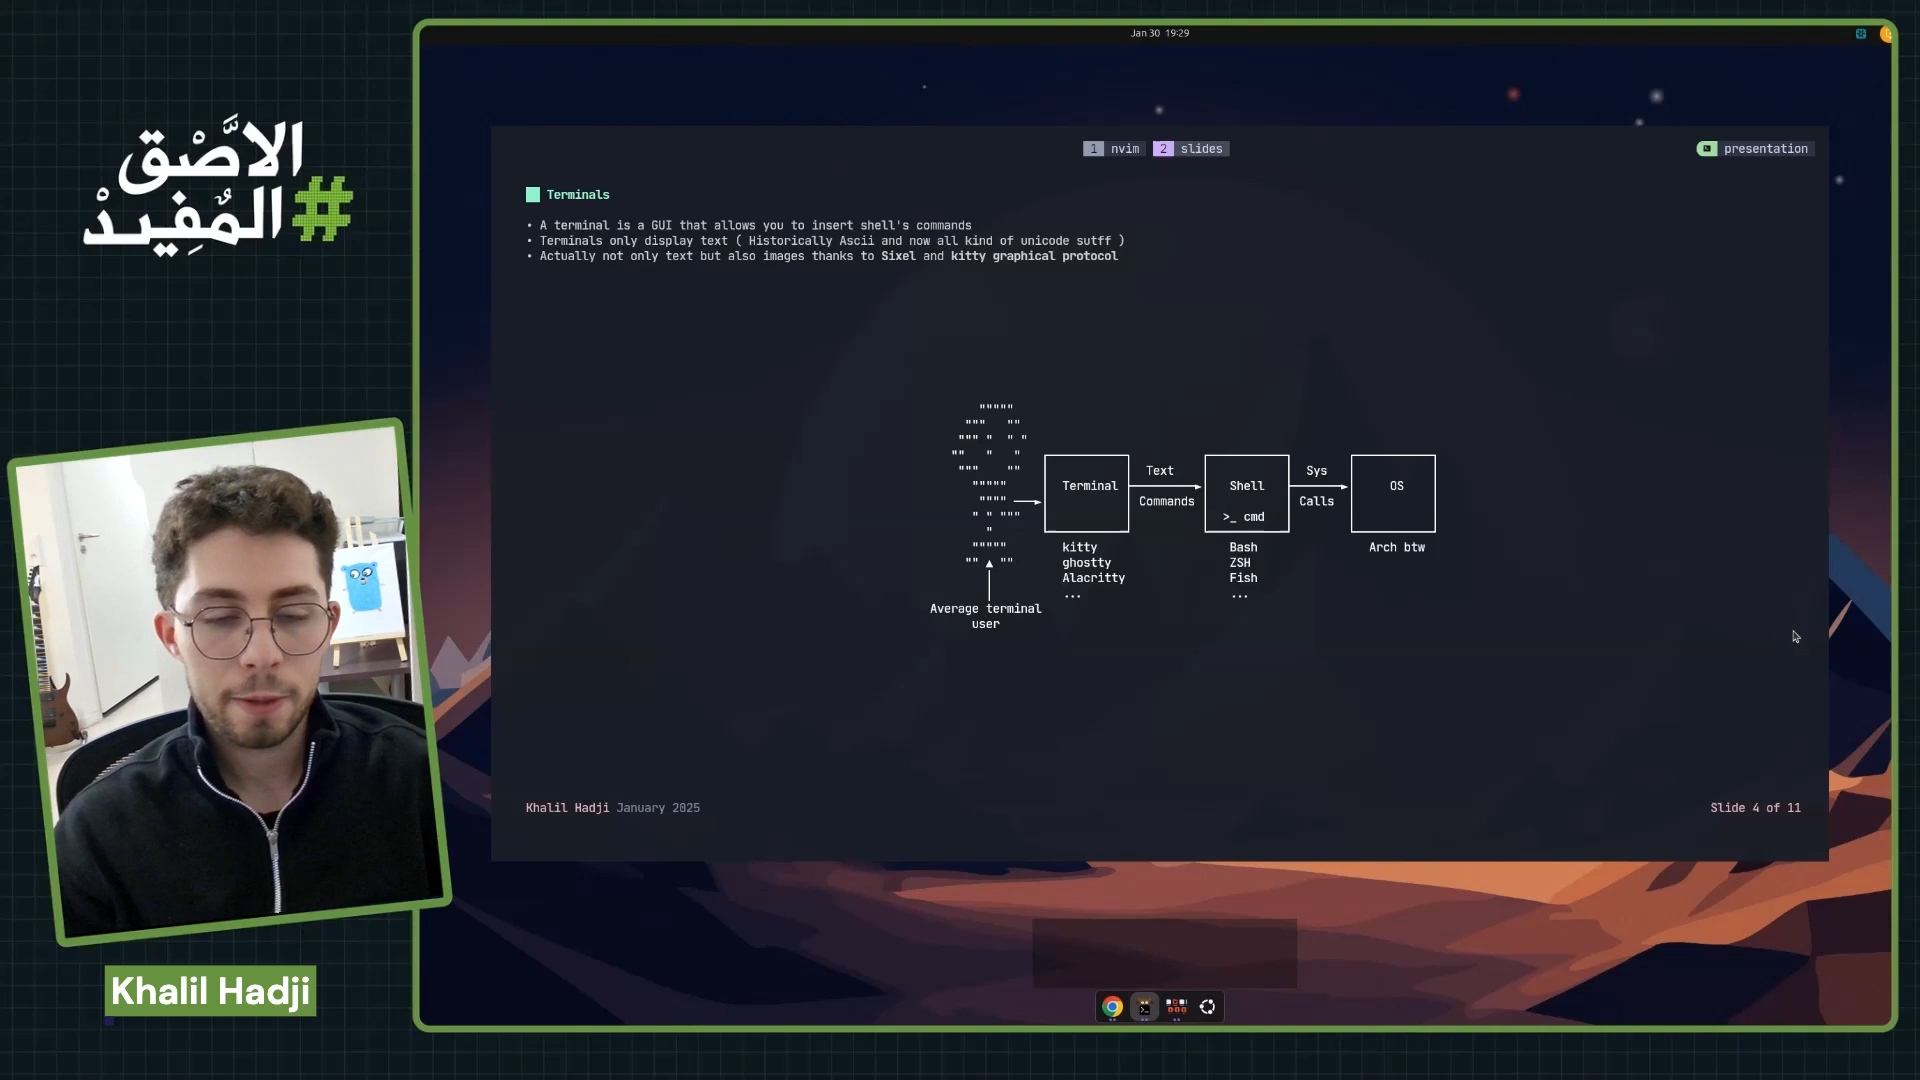 الاصَّقْ
#المُفِيدْ
Khalil Hadji
Jan 30 19:29
1 nvim 2 slides
presentation
Terminals
• A terminal is a GUI that allows you to insert shell's commands
• Terminals only display text ( Historically Ascii and now all kind of unicode sutff )
• Actually not only text but also images thanks to Sixel and kitty graphical protocol
Terminal
Text
Commands
Shell
>_ cmd
Sys
Calls
OS
kitty
ghostty
Alacritty
...
Bash
ZSH
Fish
...
Arch btw
Average terminal
user
Khalil Hadji January 2025
Slide 4 of 11